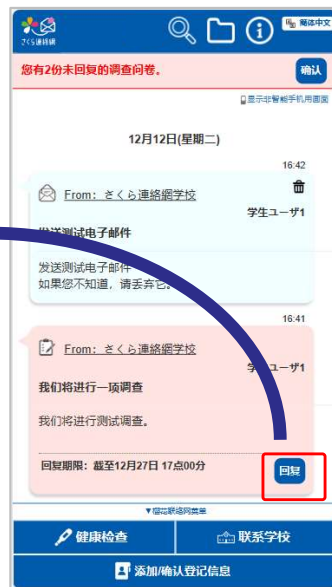 さくら連絡網
簡体中文
您有2份未回复的调查问卷。
确认
显示非智能手机用画面
12月12日(星期二)
16:42
From: さくら連絡網学校
学生ユーザ1
发送测试电子邮件
发送测试电子邮件
如果您不知道，请丢弃它。
16:41
From: さくら連絡網学校
学生ユーザ1
我们将进行一项调查
我们将进行测试调查。
回复期限：截至12月27日 17点00分
回复
▼樱花联络网菜单
健康检查
联系学校
添加/确认登记信息